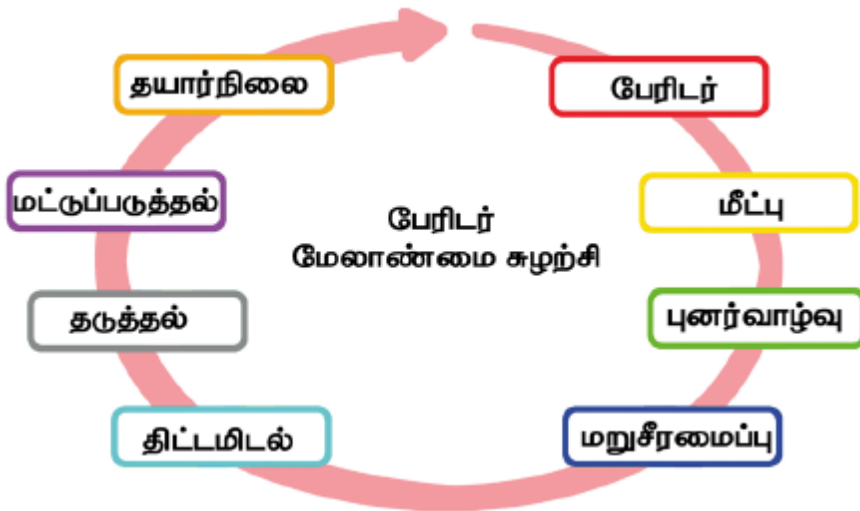 தயார்நிலை
பேரிடர்
மட்டுப்படுத்தல்
மீட்பு
பேரிடர்
மேலாண்மை சுழற்சி
தடுத்தல்
புனர்வாழ்வு
திட்டமிடல்
மறுசீரமைப்பு